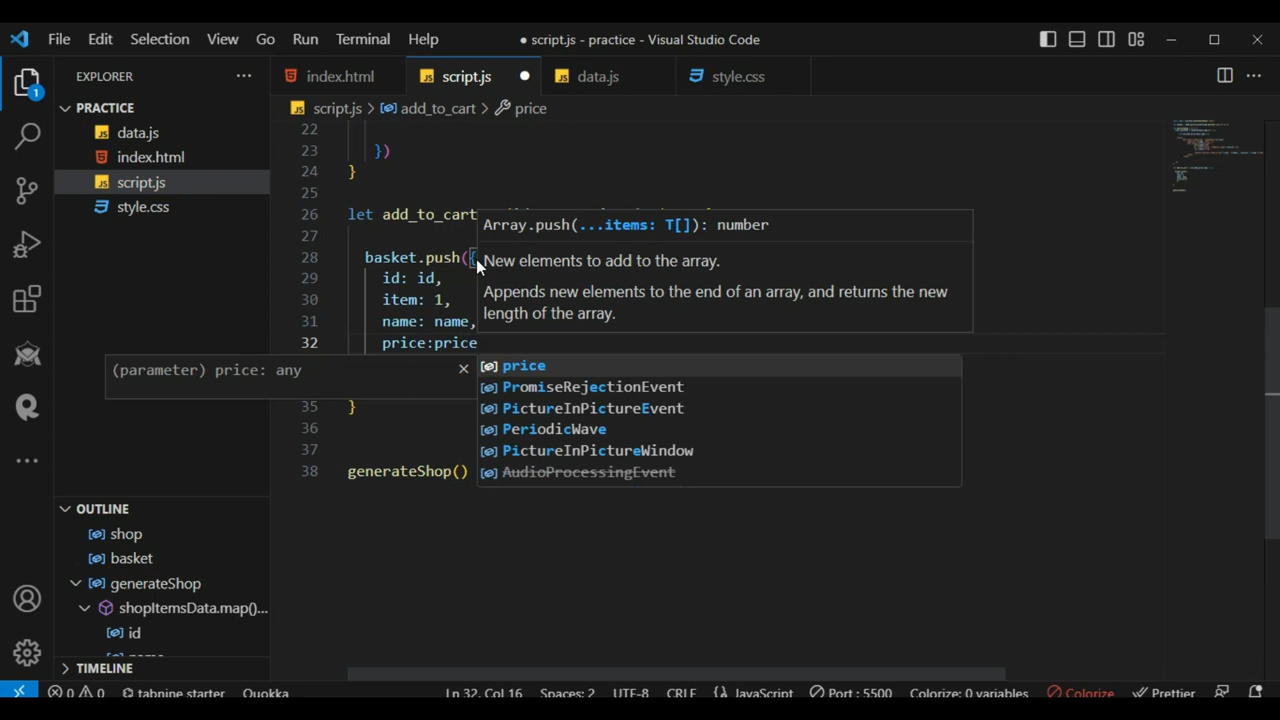 File Edit Selection View Go Run Terminal Help
● script.js - practice - Visual Studio Code
EXPLORER
PRACTICE
data.js
index.html
script.js
style.css
index.html
script.js
data.js
style.css
script.js > add_to_cart > price
22
23 })
24 }
25
26 let add_to_cart
27
28 basket.push({
29 id: id,
30 item: 1,
31 name: name,
32 price:price
35 }
36
37
38 generateShop()
Array.push(...items: T[]): number
New elements to add to the array.
Appends new elements to the end of an array, and returns the new
length of the array.
(parameter) price: any
price
PromiseRejectionEvent
PictureInPictureEvent
PeriodicWave
PictureInPictureWindow
AudioProcessingEvent
OUTLINE
shop
basket
generateShop
shopItemsData.map()...
id
TIMELINE
1
0 0 tabnine starter Quokka Ln 32, Col 16 Spaces: 2 UTF-8 CRLF {} JavaScript Port : 5500 Colorize: 0 variables Colorize Prettier